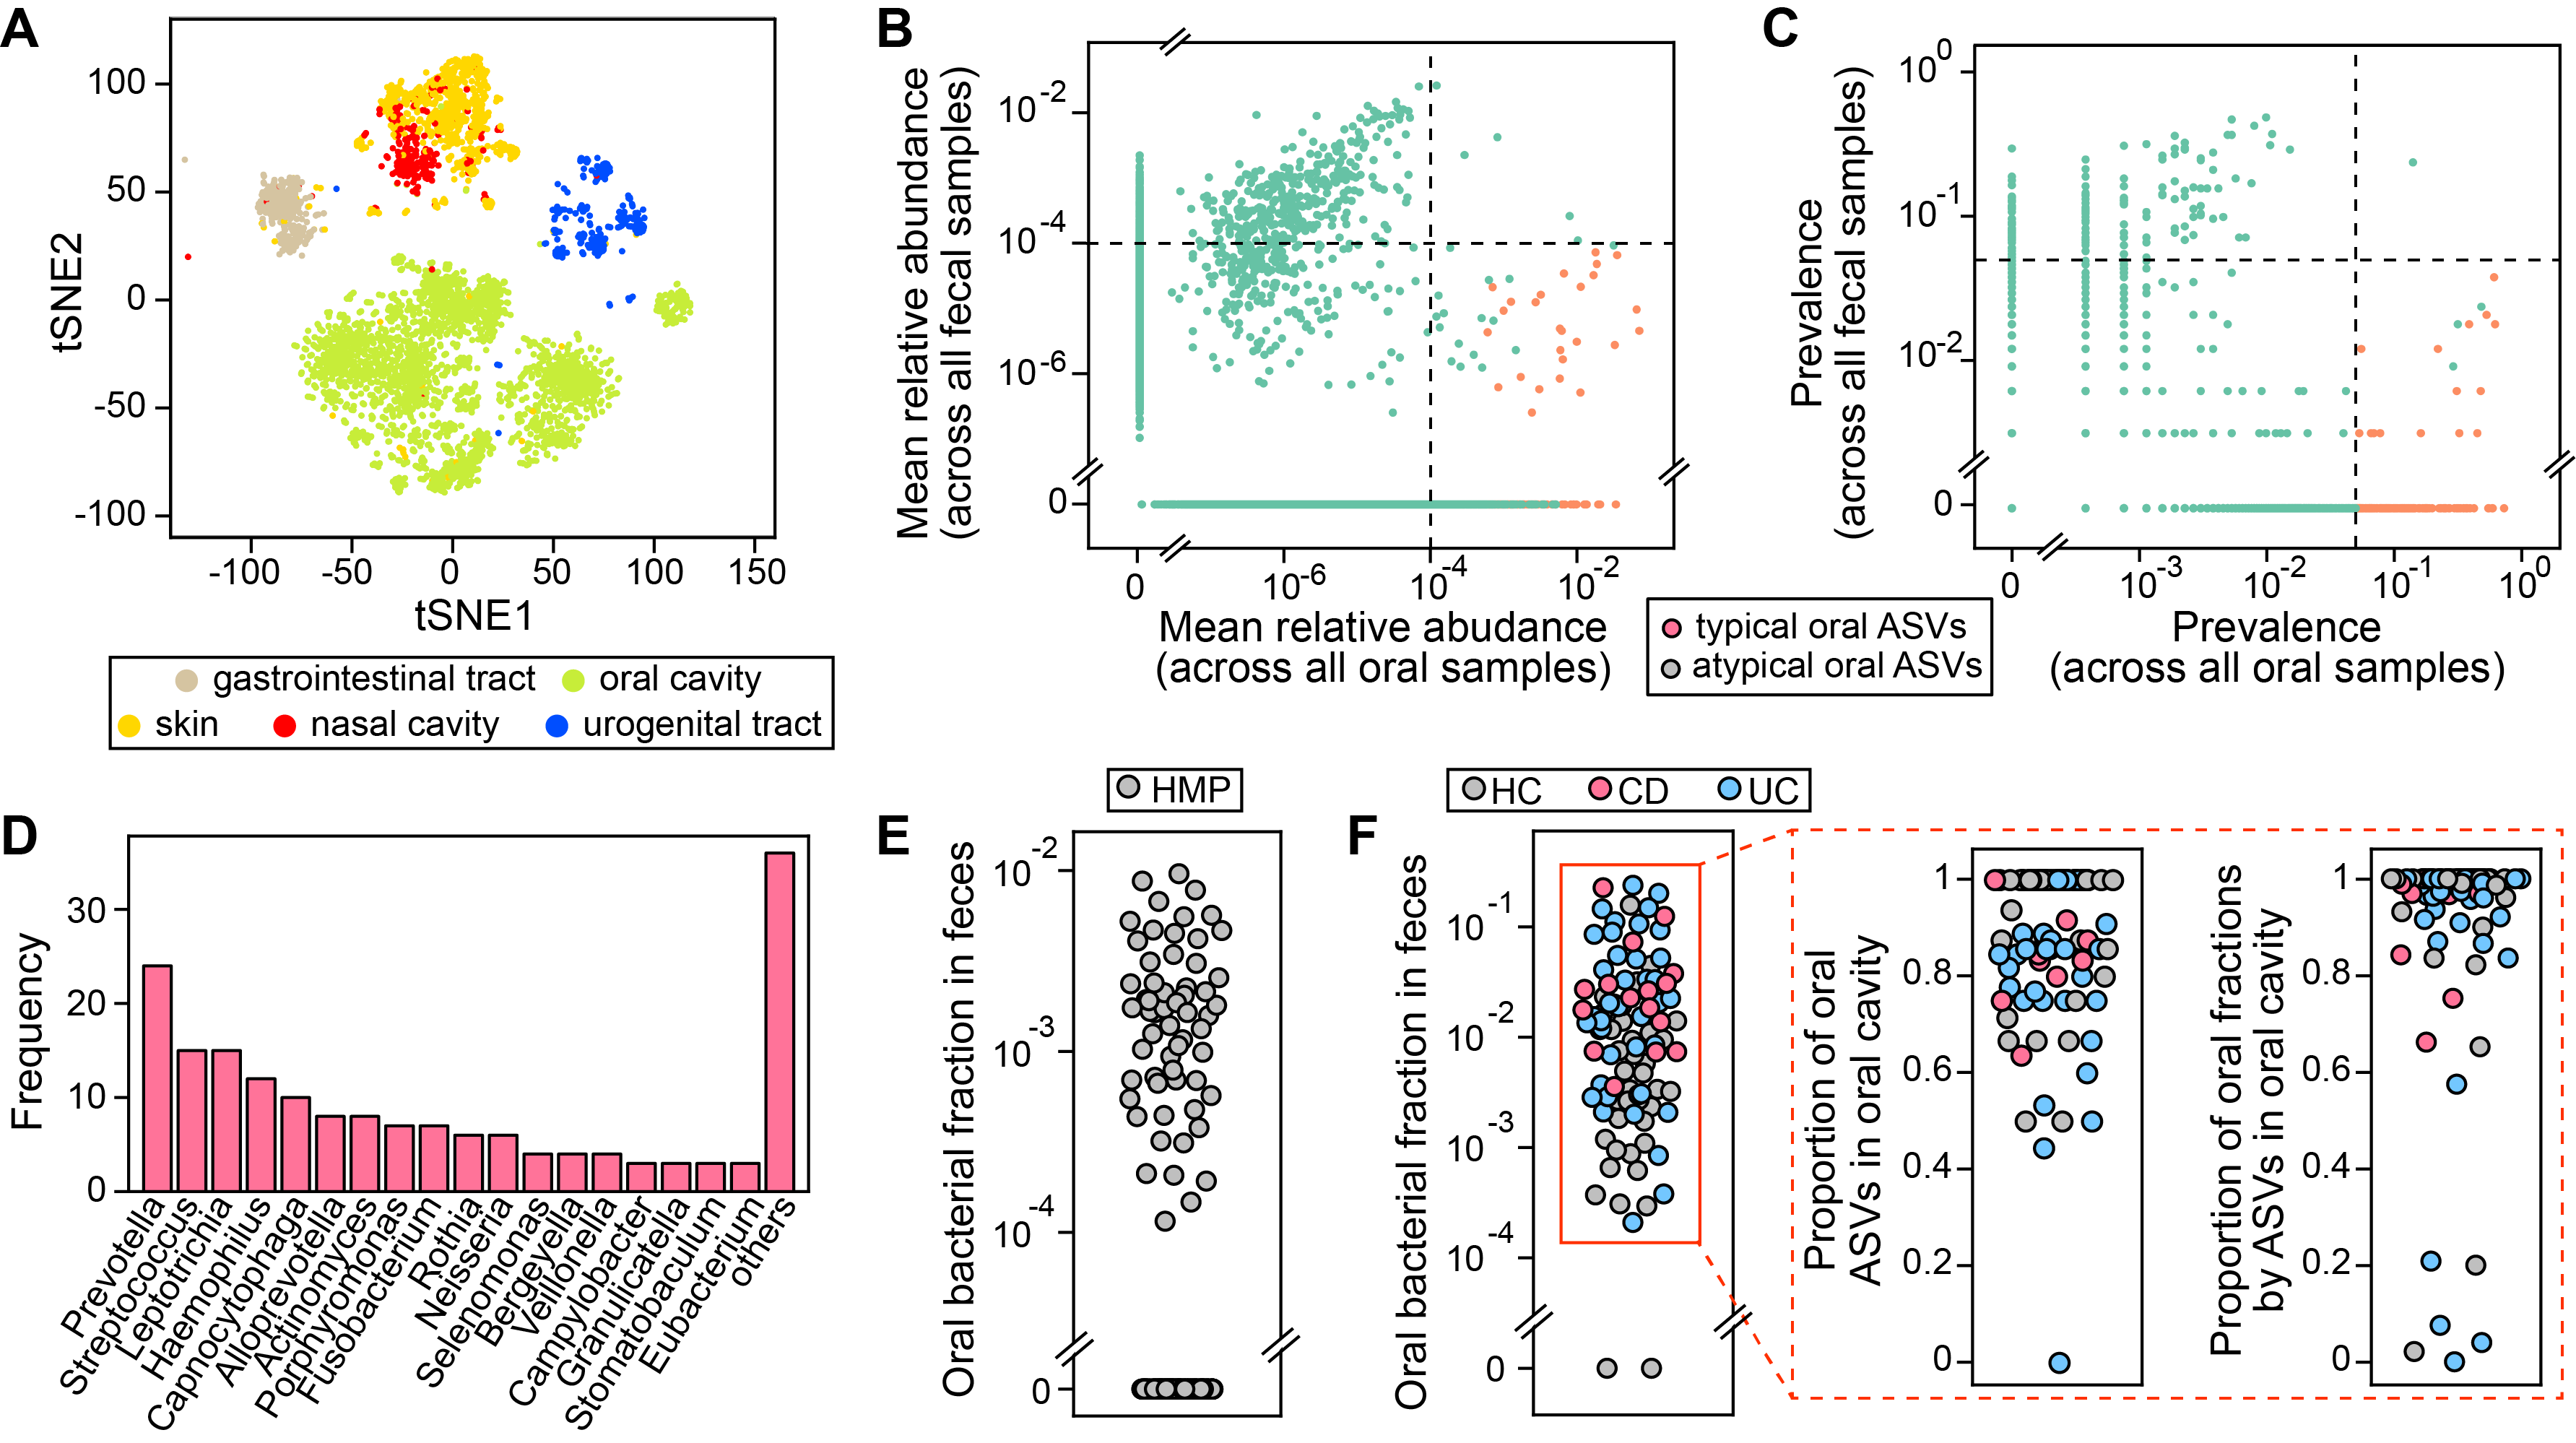 A
tSNE2
100
50
0
-50
-100
-100
-50
0
50
100
150
tSNE1
gastrointestinal tract
oral cavity
skin
nasal cavity
urogenital tract
B
Mean relative abundance
(across all fecal samples)
10-2
10-4
10-6
0
0
10-6
10-4
10-2
Mean relative abudance
(across all oral samples)
typical oral ASVs
atypical oral ASVs
C
Prevalence
(across all fecal samples)
100
10-1
10-2
0
0
10-3
10-2
10-1
100
Prevalence
(across all oral samples)
D
Frequency
30
20
10
0
Prevotella
Streptococcus
Leptotrichia
Haemophilus
Capnocytophaga
Alloprevotella
Actinomyces
Porphyromonas
Fusobacterium
Rothia
Neisseria
Selenomonas
Bergeyella
Veillonella
Campylobacter
Granulicatella
Stomatobaculum
Eubacterium
others
E
HMP
Oral bacterial fraction in feces
10-2
10-3
10-4
0
F
HC
CD
UC
Oral bacterial fraction in feces
10-1
10-2
10-3
10-4
0
Proportion of oral
ASVs in oral cavity
1
0.8
0.6
0.4
0.2
0
Proportion of oral fractions
by ASVs in oral cavity
1
0.8
0.6
0.4
0.2
0